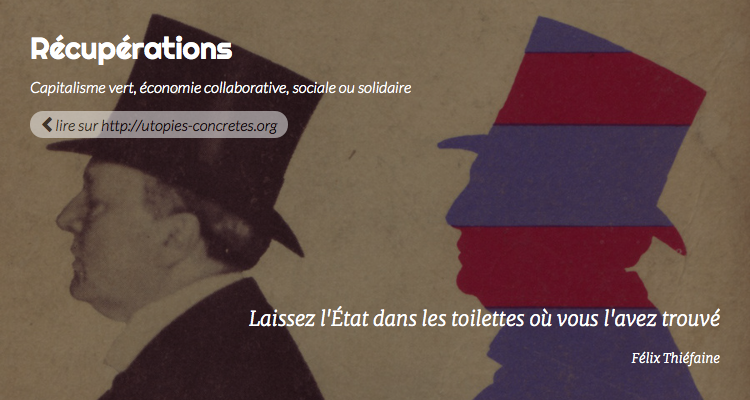 Récupérations
Capitalisme vert, économie collaborative, sociale ou solidaire
lire sur http://utopies-concretes.org
Laissez l'État dans les toilettes où vous l'avez trouvé
Félix Thiéfaine